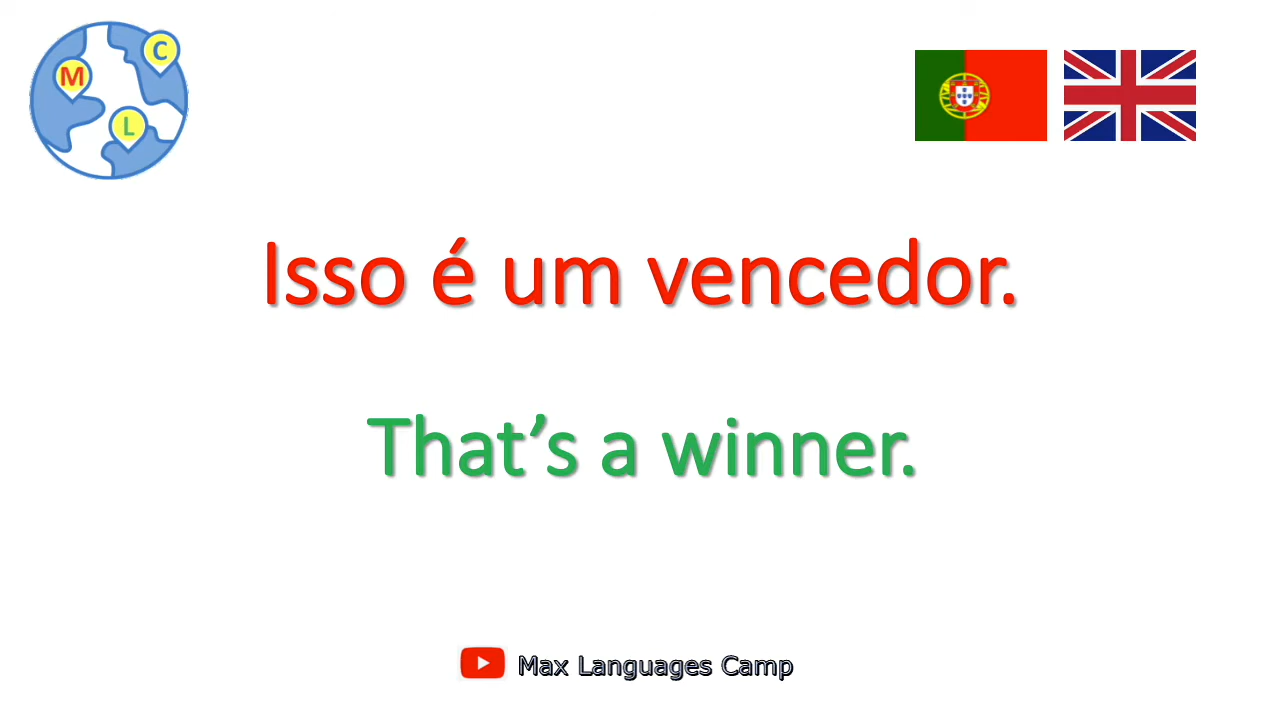 M
C
L
Isso é um vencedor.
That’s a winner.
Max Languages Camp